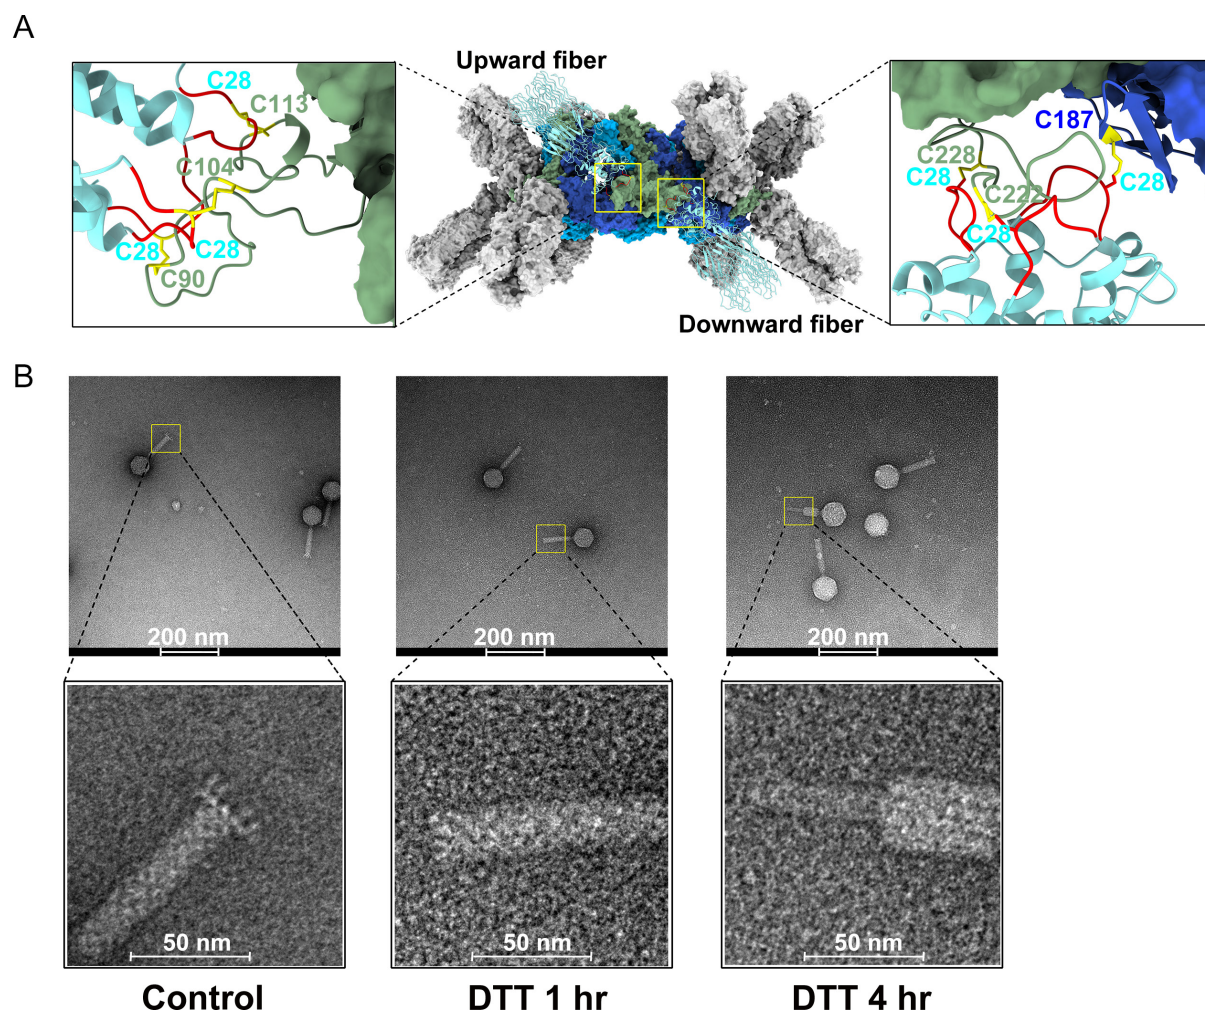 A
Upward fiber
C28
C113
C104
C28
C28
C90
C187
C228
C28
C222
C28
C28
Downward fiber
B
200 nm
200 nm
200 nm
50 nm
50 nm
50 nm
Control
DTT 1 hr
DTT 4 hr